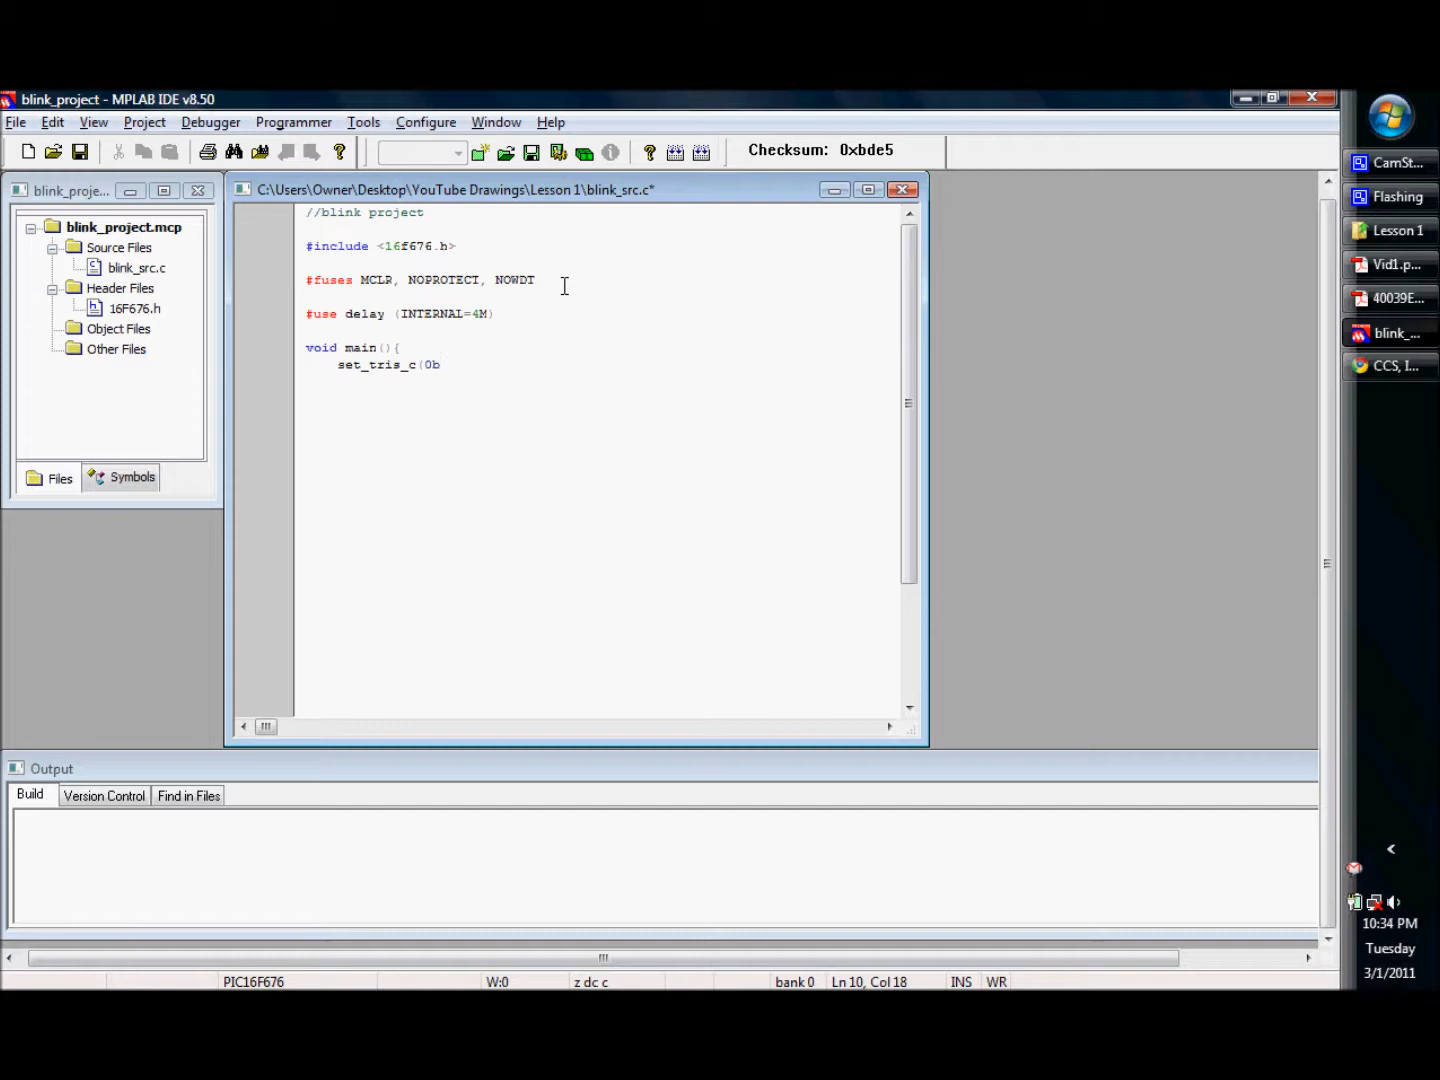 blink_project - MPLAB IDE v8.50
File Edit View Project Debugger Programmer Tools Configure Window Help
Checksum: 0xbde5
blink_proje...
blink_project.mcp
Source Files
blink_src.c
Header Files
16F676.h
Object Files
Other Files
Files Symbols
C:\Users\Owner\Desktop\YouTube Drawings\Lesson 1\blink_src.c*
//blink project
#include <16f676.h>
#fuses MCLR, NOPROTECT, NOWDT
#use delay (INTERNAL=4M)
void main(){
set_tris_c(0b
Output
Build Version Control Find in Files
PIC16F676 W:0 z dc c bank 0 Ln 10, Col 18 INS WR
CamSt...
Flashing
Lesson 1
Vid1.p...
40039E...
blink_...
CCS, I...
10:34 PM
Tuesday
3/1/2011